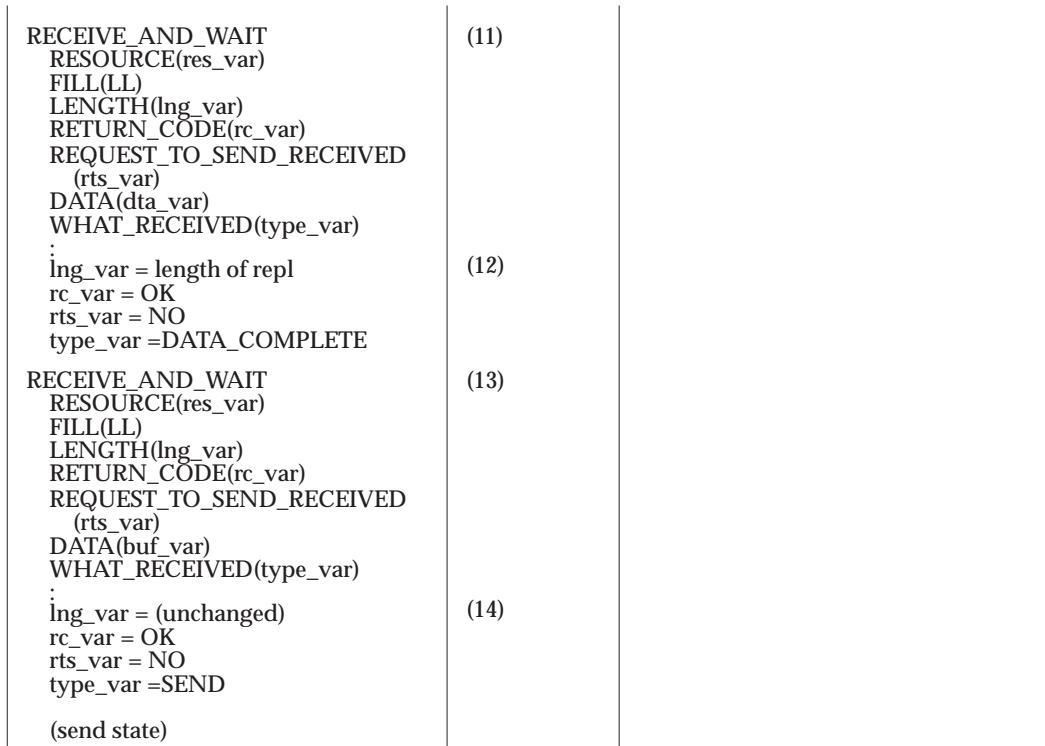 RECEIVE_AND_WAIT (11)
RESOURCE(res_var)
FILL(LL)
LENGTH(lng_var)
RETURN_CODE(rc_var)
REQUEST_TO_SEND_RECEIVED
(rts_var)
DATA(dta_var)
WHAT_RECEIVED(type_var)
:
lng_var = length of repl (12)
rc_var = OK
rts_var = NO
type_var =DATA_COMPLETE
RECEIVE_AND_WAIT (13)
RESOURCE(res_var)
FILL(LL)
LENGTH(lng_var)
RETURN_CODE(rc_var)
REQUEST_TO_SEND_RECEIVED
(rts_var)
DATA(buf_var)
WHAT_RECEIVED(type_var)
:
lng_var = (unchanged) (14)
rc_var = OK
rts_var = NO
type_var =SEND
(send state)